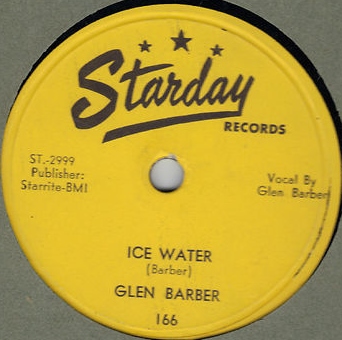 Starday
RECORDS
ST.-2999
Publisher:
Starrite-BMI
Vocal By
Glen Barber
ICE WATER
(Barber)
GLEN BARBER
166